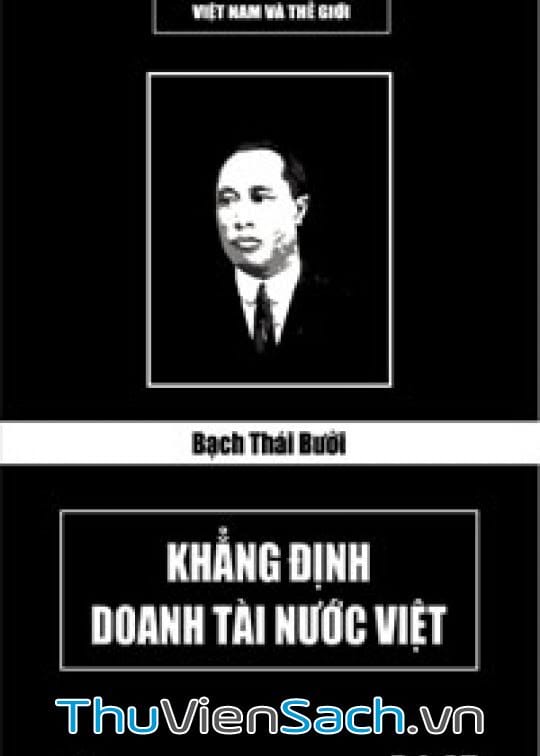 VIỆT NAM VÀ THẾ GIỚI
Bạch Thái Bưởi
KHẲNG ĐỊNH
DOANH TÀI NƯỚC VIỆT
ThuVienSach.vn